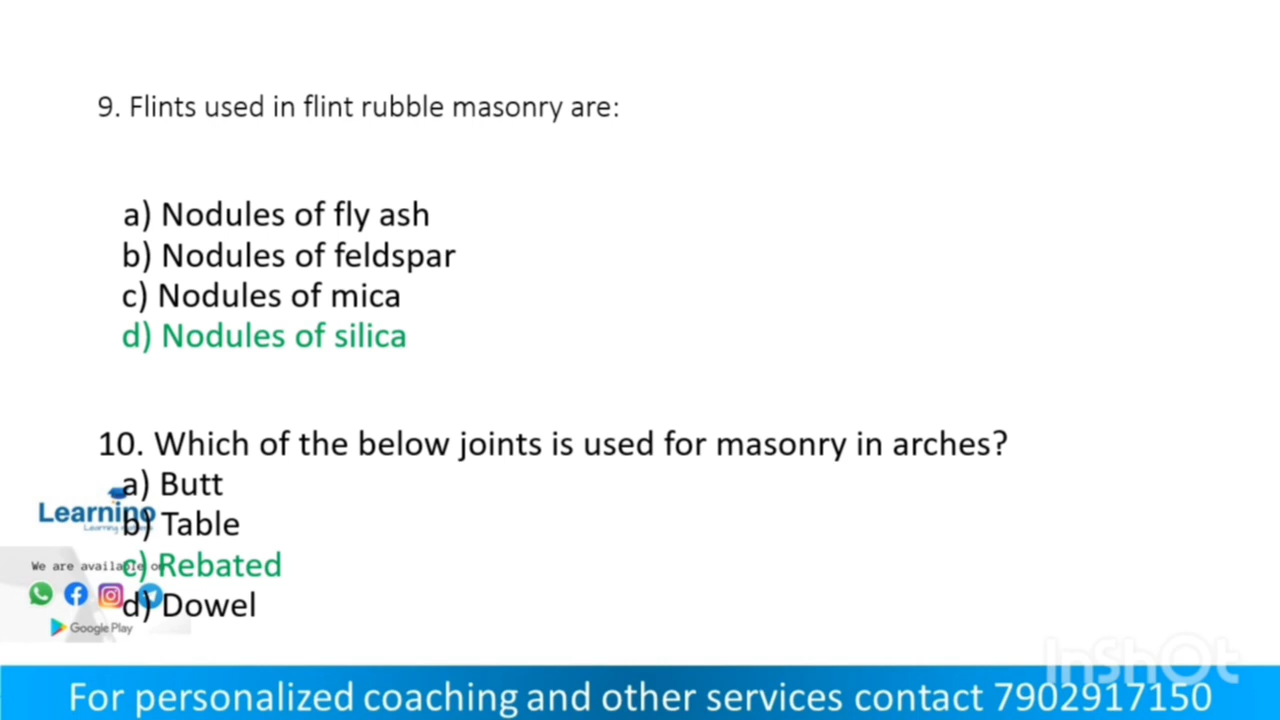 9. Flints used in flint rubble masonry are:
a) Nodules of fly ash
b) Nodules of feldspar
c) Nodules of mica
d) Nodules of silica
10. Which of the below joints is used for masonry in arches?
a) Butt
b) Table
c) Rebated
d) Dowel
Learnino
Learning
We are available on
Google Play
InShOt
For personalized coaching and other services contact 7902917150